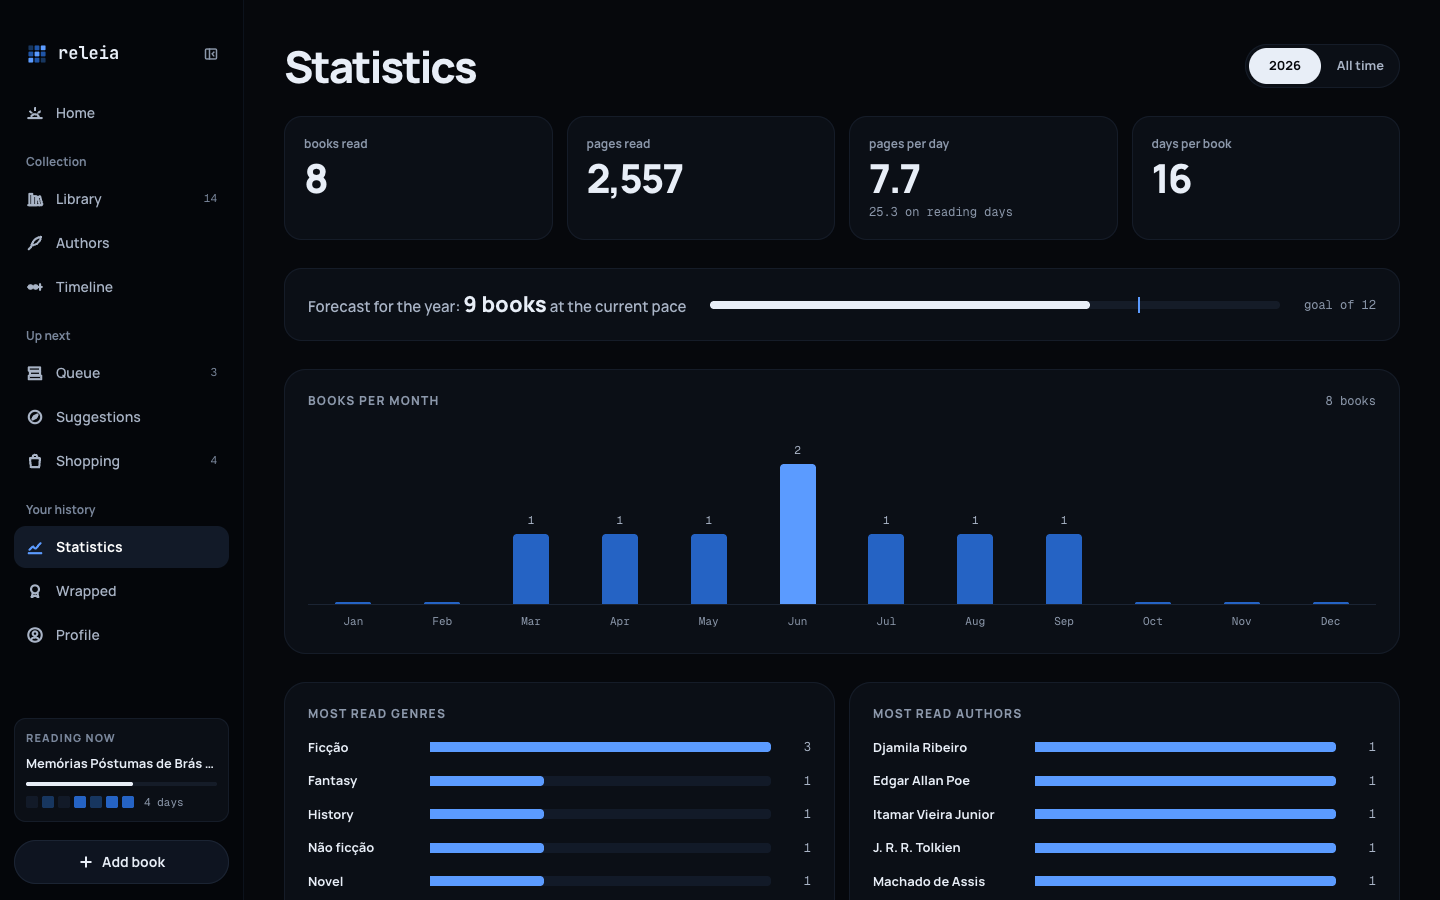 releia
Home
Collection
Library 14
Authors
Timeline
Up next
Queue 3
Suggestions
Shopping 4
Your history
Statistics
Wrapped
Profile
READING NOW
Memórias Póstumas de Brás ...
4 days
+ Add book
Statistics
2026 All time
books read
8
pages read
2,557
pages per day
7.7
25.3 on reading days
days per book
16
Forecast for the year: 9 books at the current pace
goal of 12
BOOKS PER MONTH 8 books
2
1 1 1 1 1 1
Jan Feb Mar Apr May Jun Jul Aug Sep Oct Nov Dec
MOST READ GENRES
Ficção 3
Fantasy 1
History 1
Não ficção 1
Novel 1
MOST READ AUTHORS
Djamila Ribeiro 1
Edgar Allan Poe 1
Itamar Vieira Junior 1
J. R. R. Tolkien 1
Machado de Assis 1